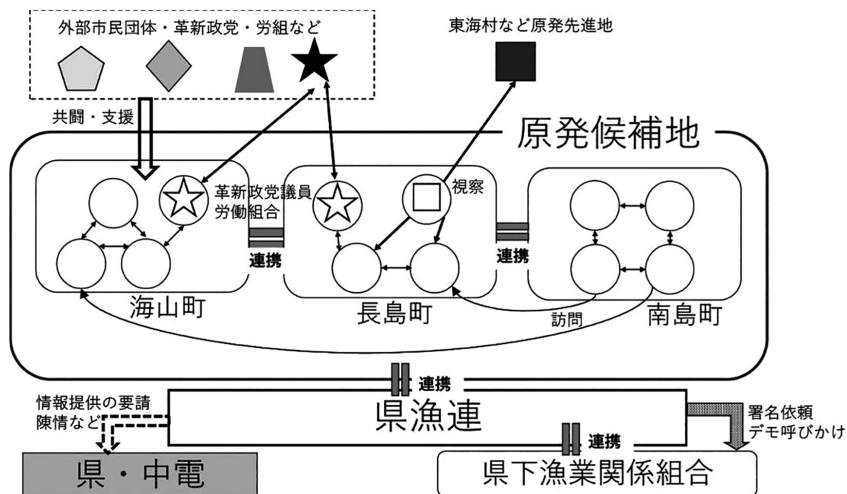 外部市民団体・革新政党・労組など
東海村など原発先進地
共闘・支援
原発候補地
革新政党議員
労働組合
視察
連携
連携
海山町
長島町
南島町
訪問
連携
情報提供の要請
陳情など
県漁連
署名依頼
デモ呼びかけ
連携
県・中電
県下漁業関係組合